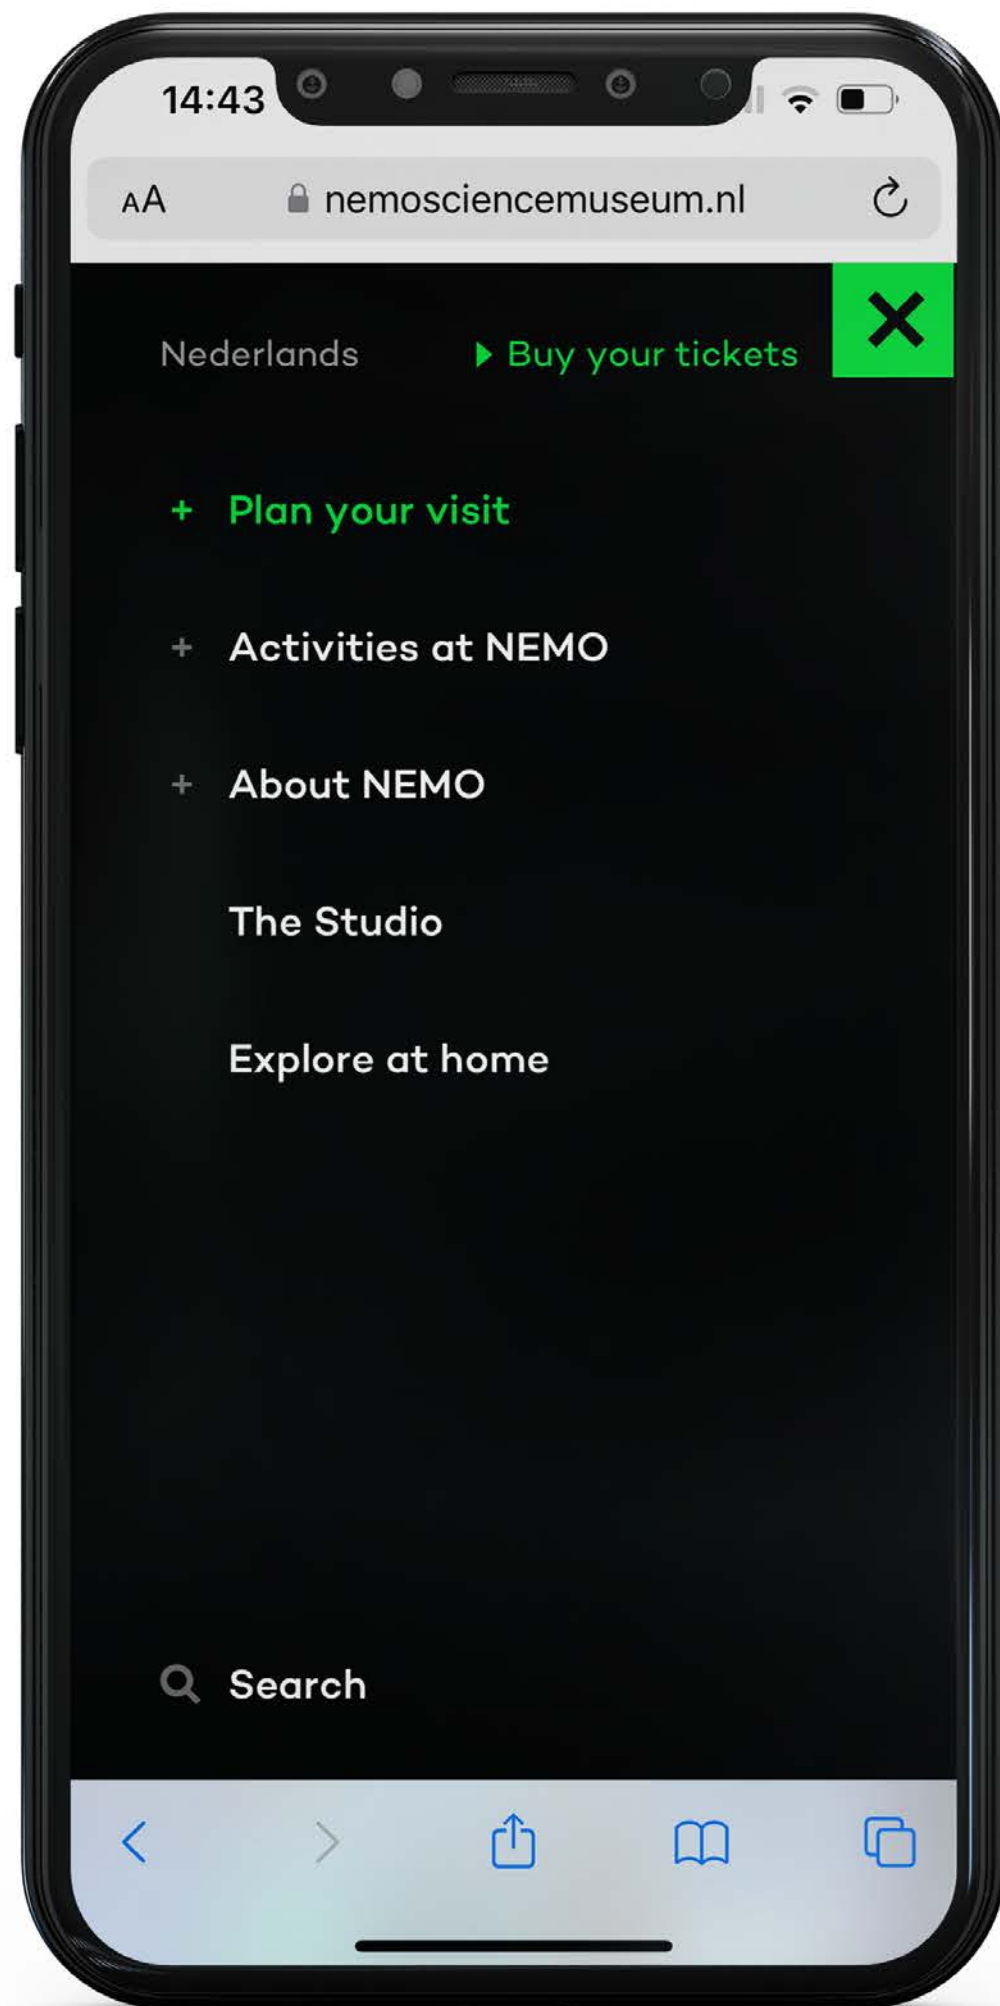 14:43
AA nemosciencemuseum.nl
Nederlands Buy your tickets
+ Plan your visit
+ Activities at NEMO
+ About NEMO
The Studio
Explore at home
Search